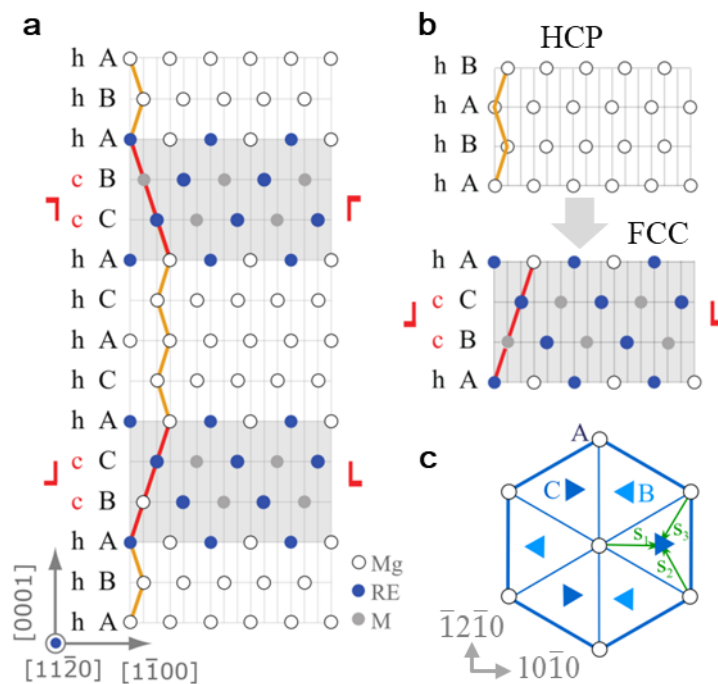 a
h A
h B
h A
c B
c C
h A
h C
h A
h C
h A
c C
c B
h A
h B
h A
Mg
RE
M
[0001]
[112̄0]
[11̄00]
b
HCP
h B
h A
h B
h A
FCC
h A
c C
c B
h A
c
A
C B
S₁ S₃
S₂
1̄21̄0
101̄0